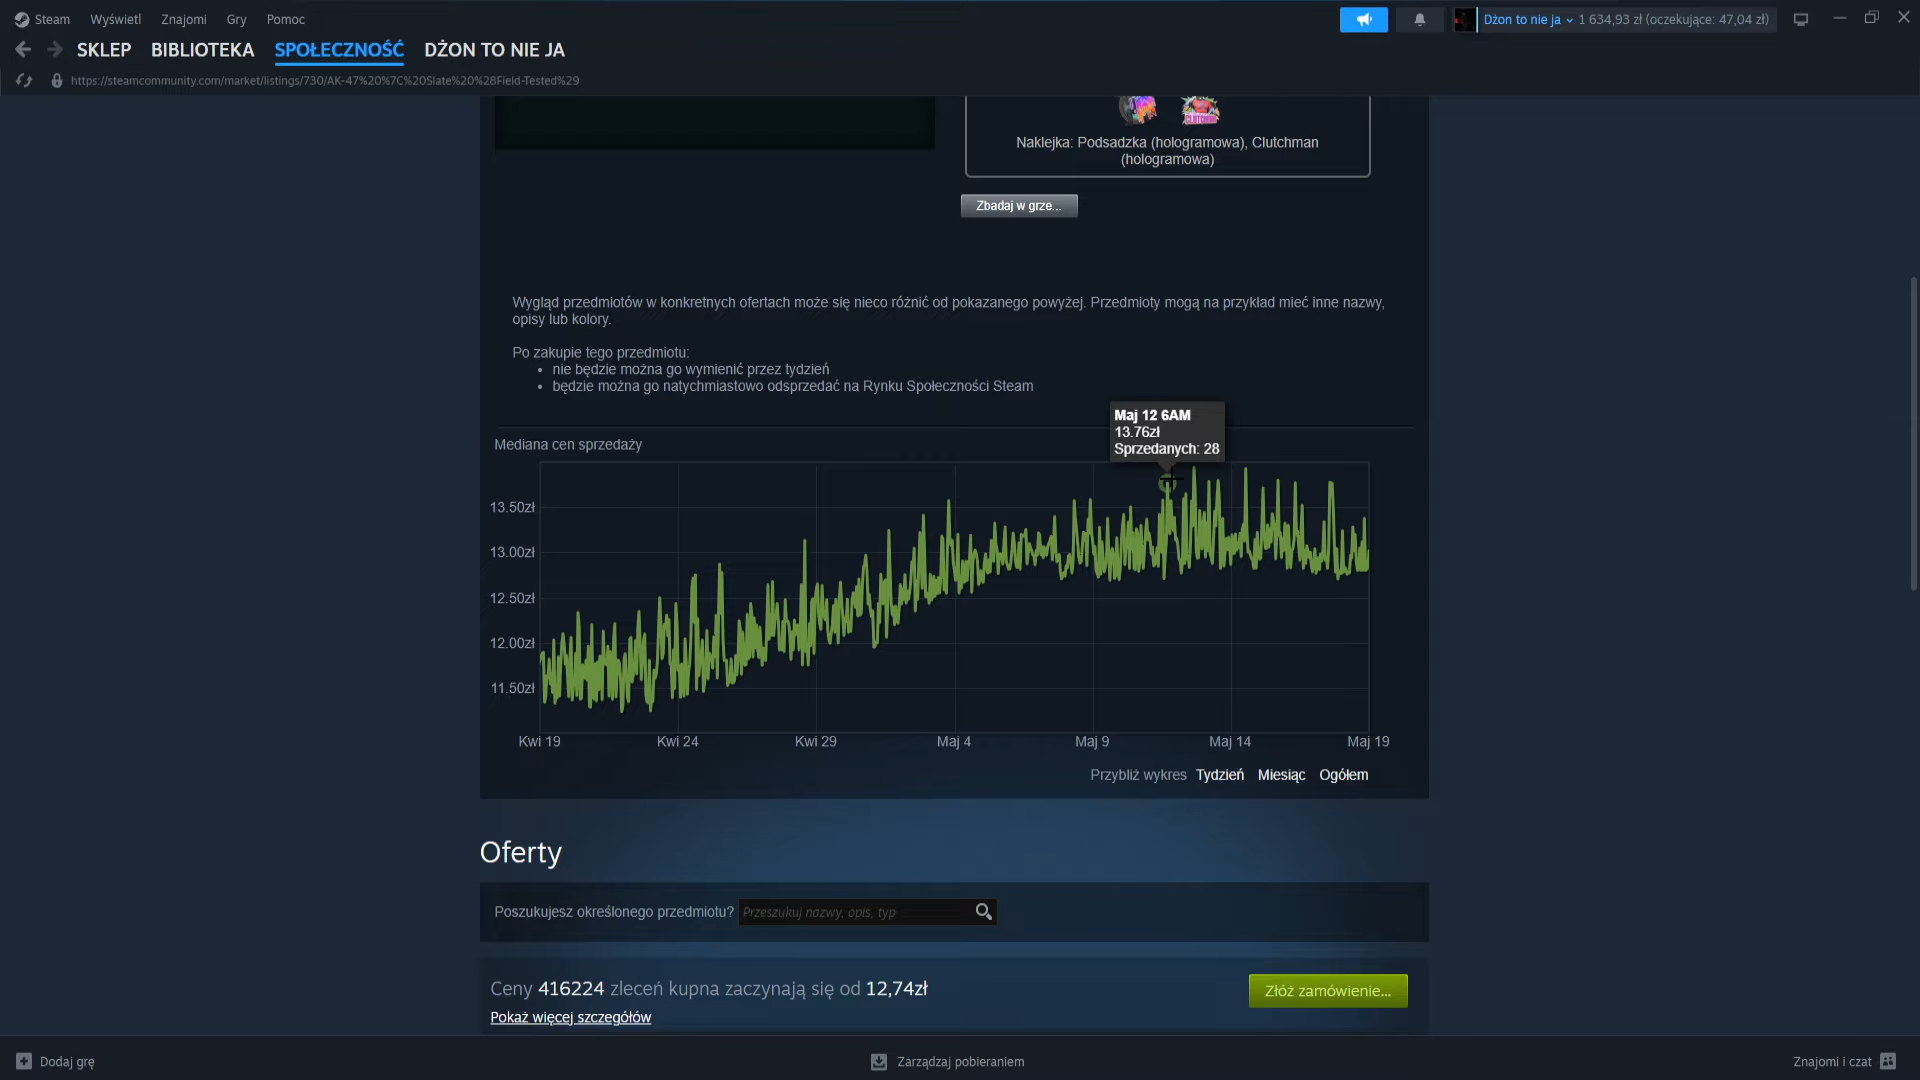 Steam Wyświetl Znajomi Gry Pomoc
Dżon to nie ja 1 634,93 zł (oczekujące: 47,04 zł)
SKLEP BIBLIOTEKA SPOŁECZNOŚĆ DŻON TO NIE JA
https://steamcommunity.com/market/listings/730/AK-47%20%7C%20Slate%20%28Field-Tested%29
CLUTCHMAN
Naklejka: Podsadzka (hologramowa), Clutchman
(hologramowa)
Zbadaj w grze...
Wygląd przedmiotów w konkretnych ofertach może się nieco różnić od pokazanego powyżej. Przedmioty mogą na przykład mieć inne nazwy,
opisy lub kolory.
Po zakupie tego przedmiotu:
• nie będzie można go wymienić przez tydzień
• będzie można go natychmiastowo odsprzedać na Rynku Społeczności Steam
Maj 12 6AM
13.76zł
Sprzedanych: 28
Mediana cen sprzedaży
13.50zł
13.00zł
12.50zł
12.00zł
11.50zł
Kwi 19 Kwi 24 Kwi 29 Maj 4 Maj 9 Maj 14 Maj 19
Przybliż wykres Tydzień Miesiąc Ogółem
Oferty
Poszukujesz określonego przedmiotu? Przeszukuj nazwy, opis, typ
Ceny 416224 zleceń kupna zaczynają się od 12,74zł
Złóż zamówienie...
Pokaż więcej szczegółów
Dodaj grę
Zarządzaj pobieraniem
Znajomi i czat